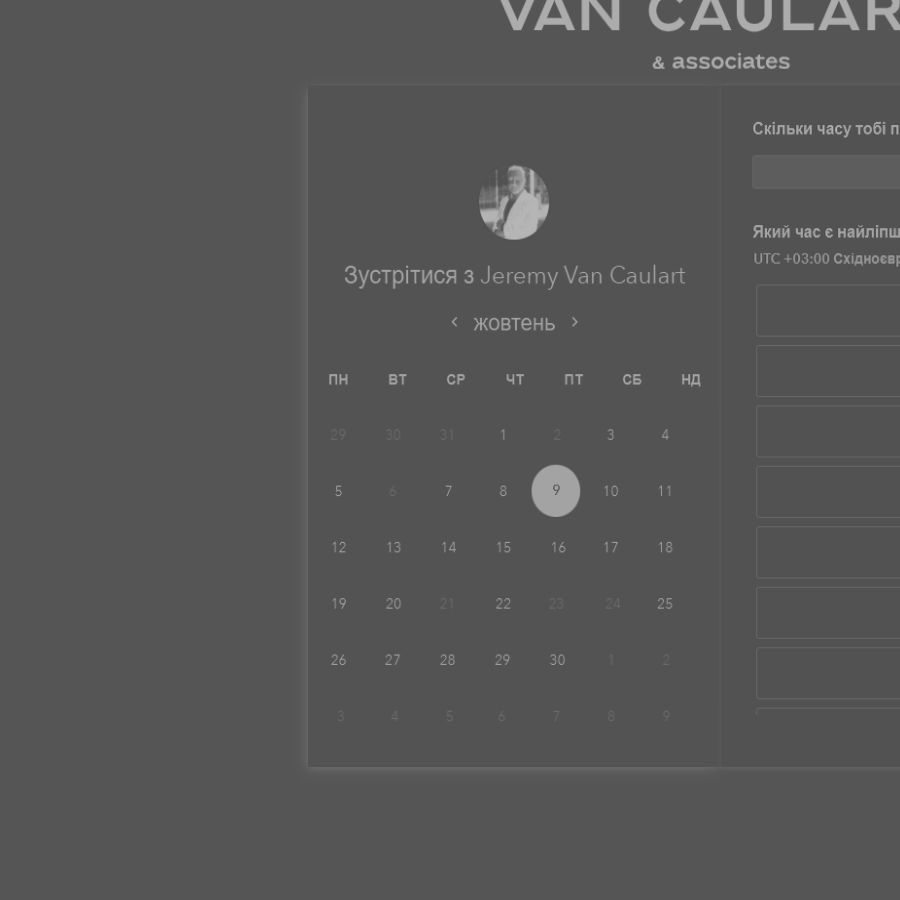 VAN CAULAR
& associates
Зустрітися з Jeremy Van Caulart
< жовтень >
ПН ВТ СР ЧТ ПТ СБ НД
29 30 31 1 2 3 4
5 6 7 8 9 10 11
12 13 14 15 16 17 18
19 20 21 22 23 24 25
26 27 28 29 30 1 2
3 4 5 6 7 8 9
Скільки часу тобі п
Який час є найліпш
UTC +03:00 Східноєвр